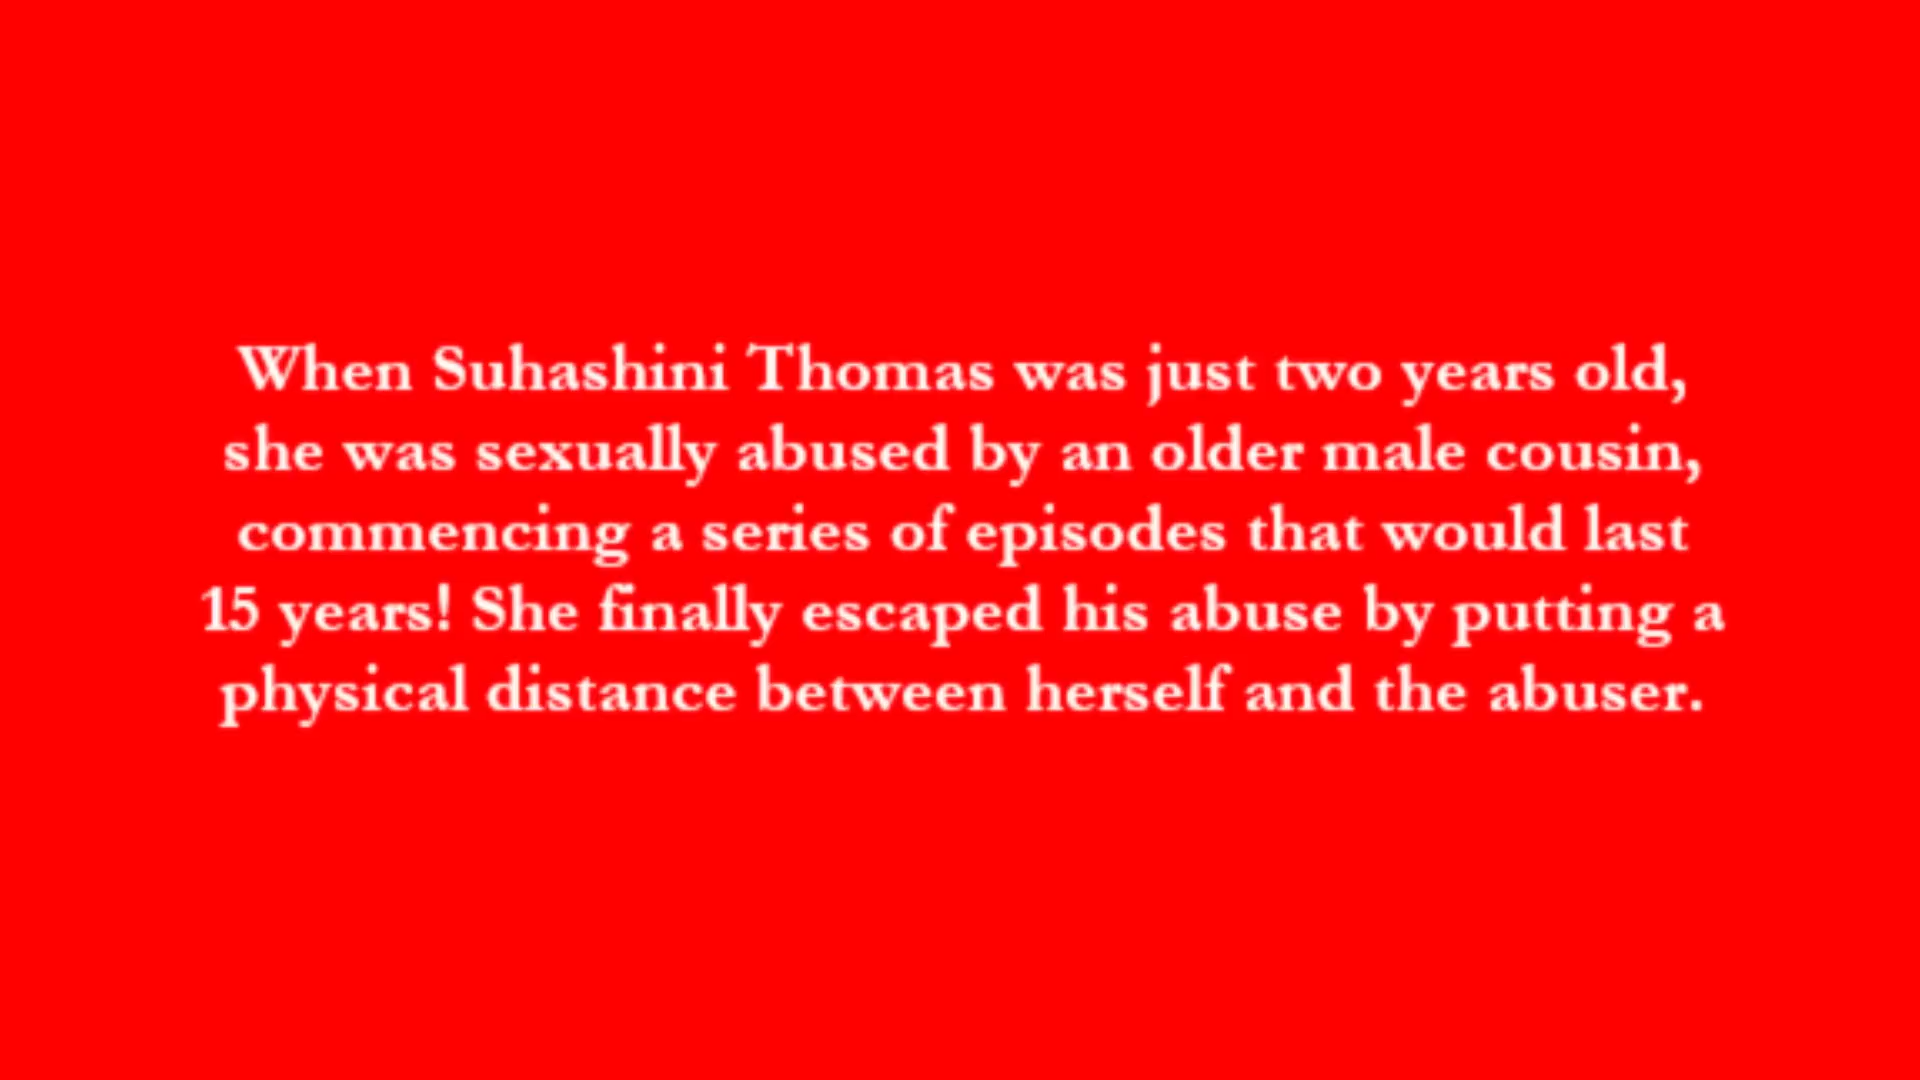 When Suhashini Thomas was just two years old,
she was sexually abused by an older male cousin,
commencing a series of episodes that would last
15 years! She finally escaped his abuse by putting a
physical distance between herself and the abuser.